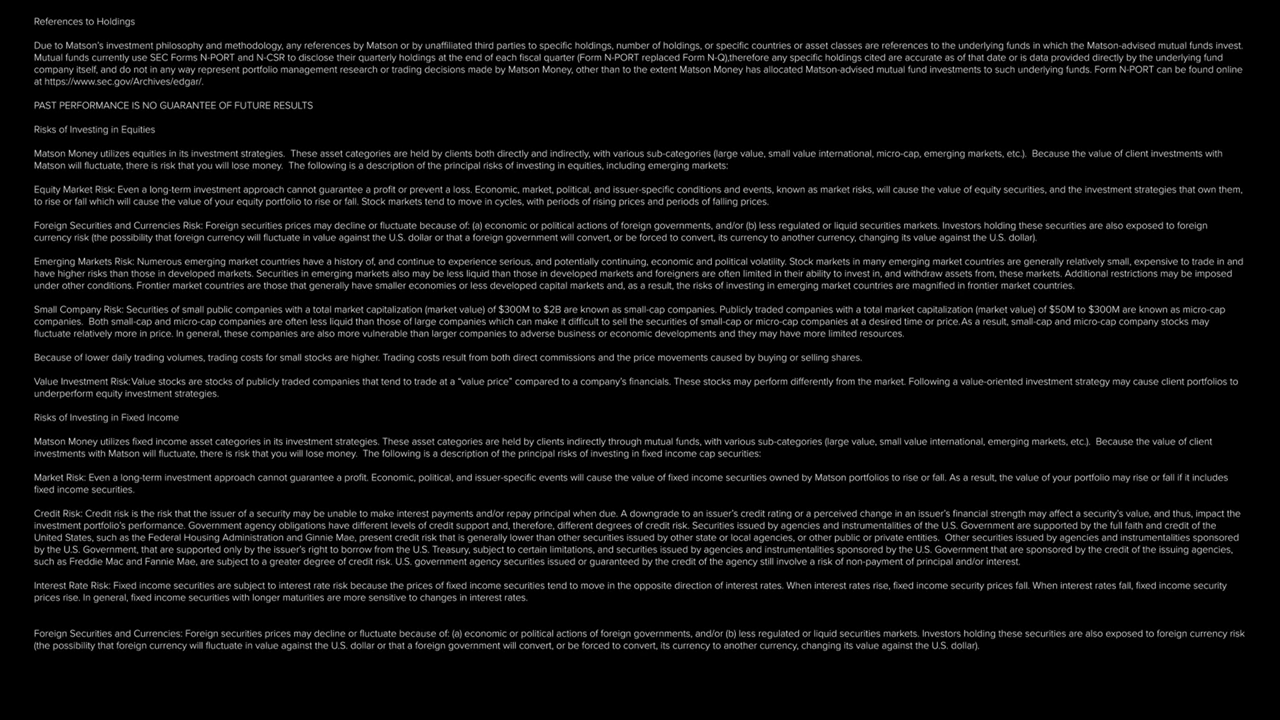 References to Holdings
Due to Matson's investment philosophy and methodology, any references by Matson or by unaffiliated third parties to specific holdings, number of holdings, or specific countries or asset classes are references to the underlying funds in which the Matson-advised mutual funds invest.
Mutual funds currently use SEC Forms N-PORT and N-CSR to disclose their quarterly holdings at the end of each fiscal quarter (Form N-PORT replaced Form N-Q),therefore any specific holdings cited are accurate as of that date or is data provided directly by the underlying fund
company itself, and do not in any way represent portfolio management research or trading decisions made by Matson Money, other than to the extent Matson Money has allocated Matson-advised mutual fund investments to such underlying funds. Form N-PORT can be found online
at https://www.sec.gov/Archives/edgar/.
PAST PERFORMANCE IS NO GUARANTEE OF FUTURE RESULTS
Risks of Investing in Equities
Matson Money utilizes equities in its investment strategies.  These asset categories are held by clients both directly and indirectly, with various sub-categories (large value, small value international, micro-cap, emerging markets, etc.).  Because the value of client investments with
Matson will fluctuate, there is risk that you will lose money.  The following is a description of the principal risks of investing in equities, including emerging markets:
Equity Market Risk: Even a long-term investment approach cannot guarantee a profit or prevent a loss. Economic, market, political, and issuer-specific conditions and events, known as market risks, will cause the value of equity securities, and the investment strategies that own them,
to rise or fall which will cause the value of your equity portfolio to rise or fall. Stock markets tend to move in cycles, with periods of rising prices and periods of falling prices.
Foreign Securities and Currencies Risk: Foreign securities prices may decline or fluctuate because of: (a) economic or political actions of foreign governments, and/or (b) less regulated or liquid securities markets. Investors holding these securities are also exposed to foreign
currency risk (the possibility that foreign currency will fluctuate in value against the U.S. dollar or that a foreign government will convert, or be forced to convert, its currency to another currency, changing its value against the U.S. dollar).
Emerging Markets Risk: Numerous emerging market countries have a history of, and continue to experience serious, and potentially continuing, economic and political volatility. Stock markets in many emerging market countries are generally relatively small, expensive to trade in and
have higher risks than those in developed markets. Securities in emerging markets also may be less liquid than those in developed markets and foreigners are often limited in their ability to invest in, and withdraw assets from, these markets. Additional restrictions may be imposed
under other conditions. Frontier market countries are those that generally have smaller economies or less developed capital markets and, as a result, the risks of investing in emerging market countries are magnified in frontier market countries.
Small Company Risk: Securities of small public companies with a total market capitalization (market value) of $300M to $2B are known as small-cap companies. Publicly traded companies with a total market capitalization (market value) of $50M to $300M are known as micro-cap
companies.  Both small-cap and micro-cap companies are often less liquid than those of large companies which can make it difficult to sell the securities of small-cap or micro-cap companies at a desired time or price.As a result, small-cap and micro-cap company stocks may
fluctuate relatively more in price. In general, these companies are also more vulnerable than larger companies to adverse business or economic developments and they may have more limited resources.
Because of lower daily trading volumes, trading costs for small stocks are higher. Trading costs result from both direct commissions and the price movements caused by buying or selling shares.
Value Investment Risk:Value stocks are stocks of publicly traded companies that tend to trade at a “value price” compared to a company's financials. These stocks may perform differently from the market. Following a value-oriented investment strategy may cause client portfolios to
underperform equity investment strategies.
Risks of Investing in Fixed Income
Matson Money utilizes fixed income asset categories in its investment strategies. These asset categories are held by clients indirectly through mutual funds, with various sub-categories (large value, small value international, emerging markets, etc.).  Because the value of client
investments with Matson will fluctuate, there is risk that you will lose money.  The following is a description of the principal risks of investing in fixed income cap securities:
Market Risk: Even a long-term investment approach cannot guarantee a profit. Economic, political, and issuer-specific events will cause the value of fixed income securities owned by Matson portfolios to rise or fall. As a result, the value of your portfolio may rise or fall if it includes
fixed income securities.
Credit Risk: Credit risk is the risk that the issuer of a security may be unable to make interest payments and/or repay principal when due. A downgrade to an issuer's credit rating or a perceived change in an issuer's financial strength may affect a security's value, and thus, impact the
investment portfolio's performance. Government agency obligations have different levels of credit support and, therefore, different degrees of credit risk. Securities issued by agencies and instrumentalities of the U.S. Government are supported by the full faith and credit of the
United States, such as the Federal Housing Administration and Ginnie Mae, present credit risk that is generally lower than other securities issued by other state or local agencies, or other public or private entities.  Other securities issued by agencies and instrumentalities sponsored
by the U.S. Government, that are supported only by the issuer's right to borrow from the U.S. Treasury, subject to certain limitations, and securities issued by agencies and instrumentalities sponsored by the U.S. Government that are sponsored by the credit of the issuing agencies,
such as Freddie Mac and Fannie Mae, are subject to a greater degree of credit risk. U.S. government agency securities issued or guaranteed by the credit of the agency still involve a risk of non-payment of principal and/or interest.
Interest Rate Risk: Fixed income securities are subject to interest rate risk because the prices of fixed income securities tend to move in the opposite direction of interest rates. When interest rates rise, fixed income security prices fall. When interest rates fall, fixed income security
prices rise. In general, fixed income securities with longer maturities are more sensitive to changes in interest rates.
Foreign Securities and Currencies: Foreign securities prices may decline or fluctuate because of: (a) economic or political actions of foreign governments, and/or (b) less regulated or liquid securities markets. Investors holding these securities are also exposed to foreign currency risk
(the possibility that foreign currency will fluctuate in value against the U.S. dollar or that a foreign government will convert, or be forced to convert, its currency to another currency, changing its value against the U.S. dollar).